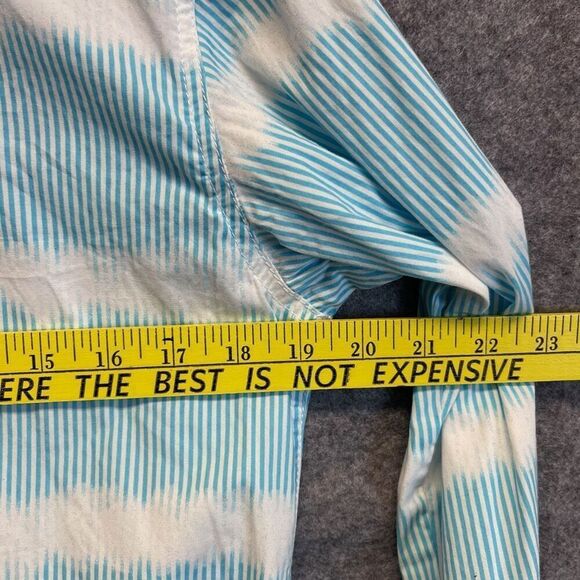 15 16 17 18 19 20 21 22 23
ERE THE BEST IS NOT EXPENSIVE